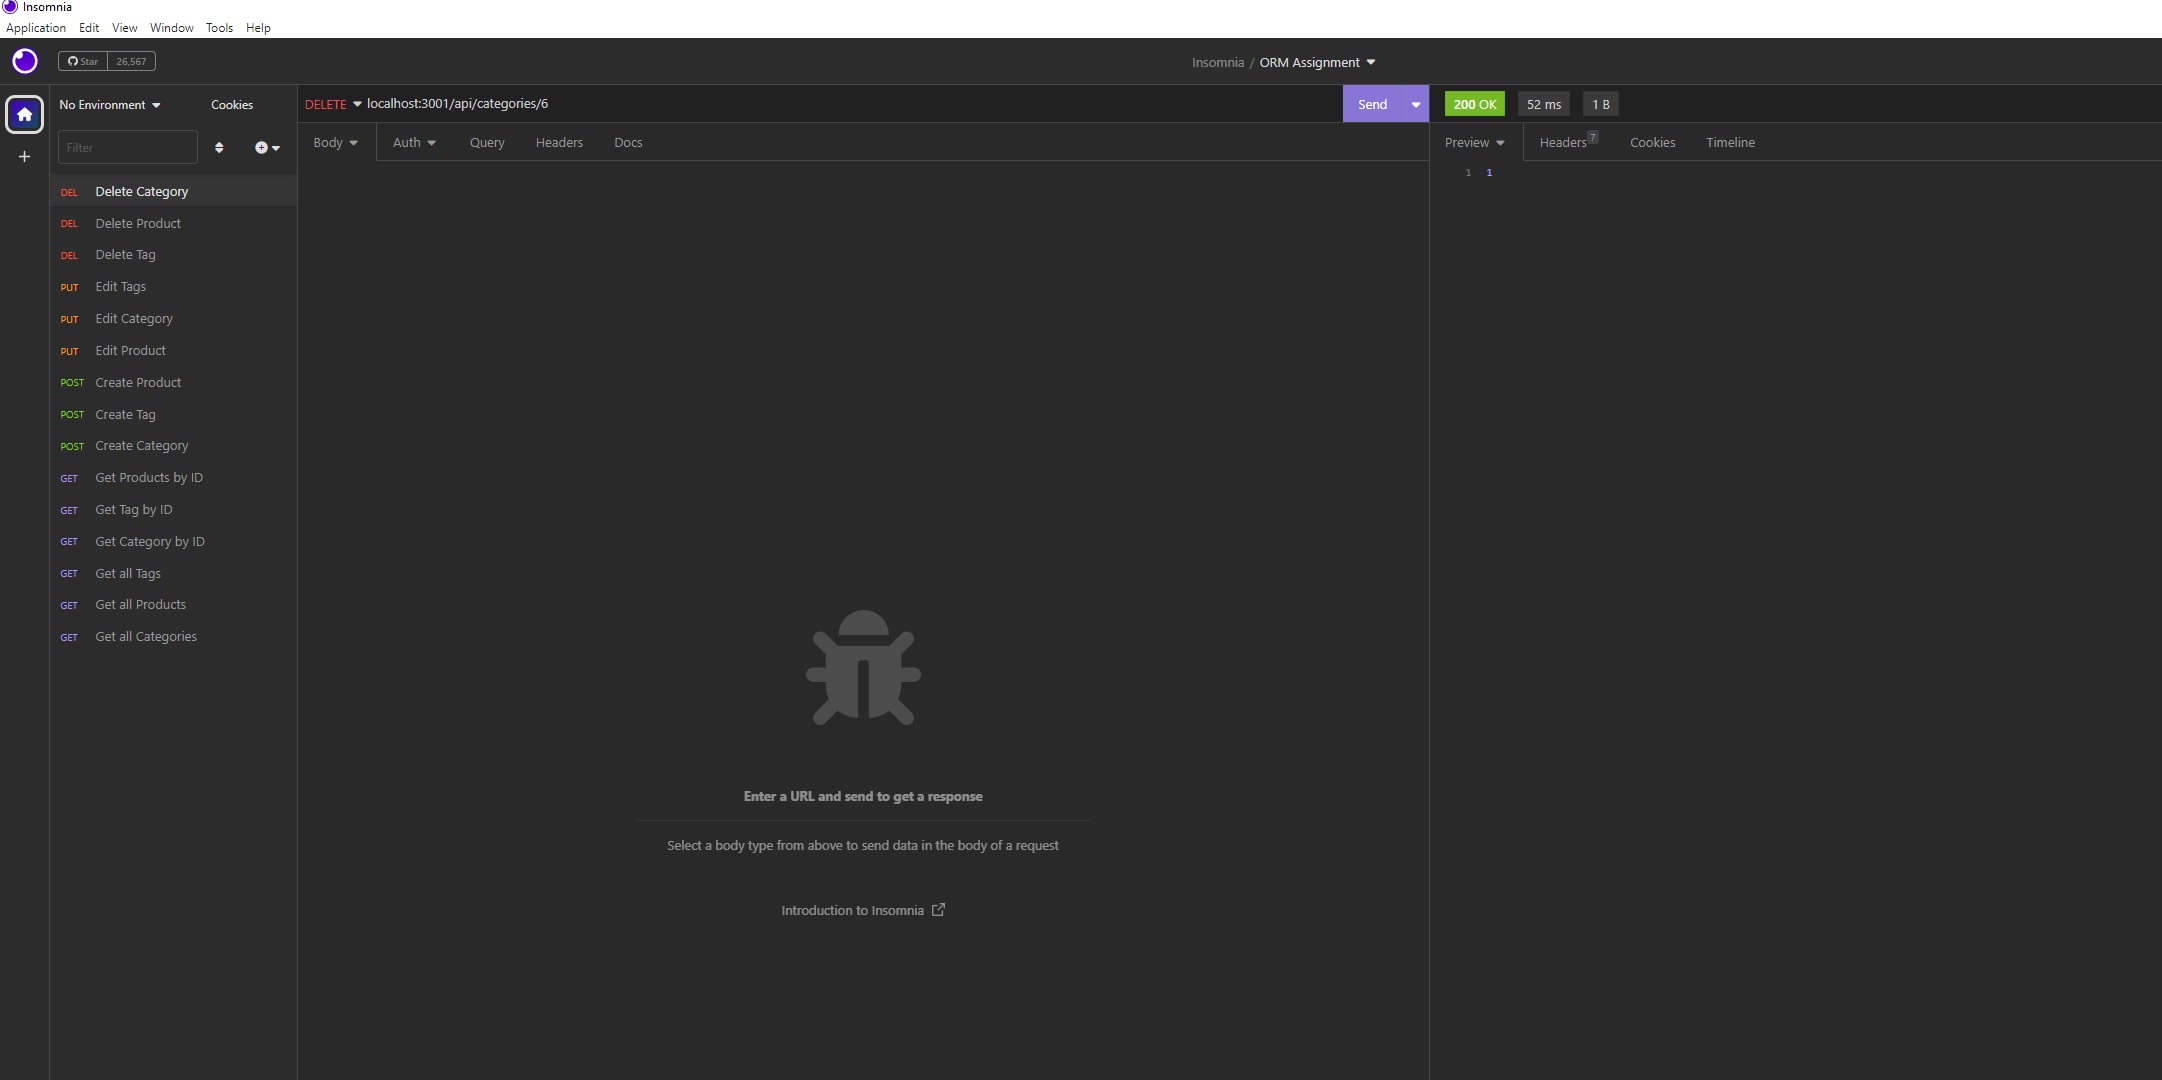 Insomnia
Application Edit View Window Tools Help
Star 26,567
Insomnia / ORM Assignment
No Environment Cookies
DELETE localhost:3001/api/categories/6 Send
200 OK 52 ms 1 B
Filter
Body Auth Query Headers Docs
Preview Headers 7 Cookies Timeline
1 1
DEL Delete Category
DEL Delete Product
DEL Delete Tag
PUT Edit Tags
PUT Edit Category
PUT Edit Product
POST Create Product
POST Create Tag
POST Create Category
GET Get Products by ID
GET Get Tag by ID
GET Get Category by ID
GET Get all Tags
GET Get all Products
GET Get all Categories
Enter a URL and send to get a response
Select a body type from above to send data in the body of a request
Introduction to Insomnia